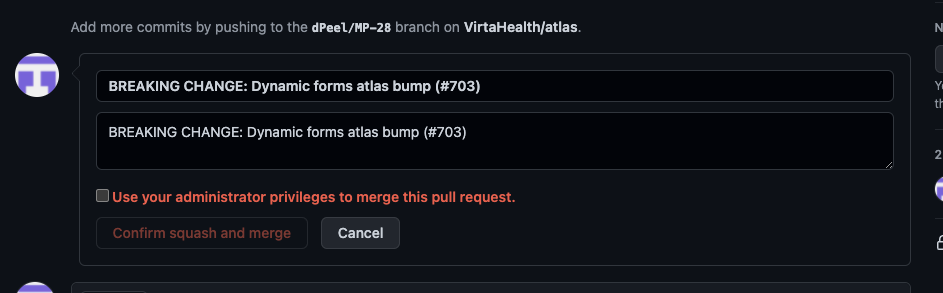 Add more commits by pushing to the dPeel/MP-28 branch on VirtaHealth/atlas.
BREAKING CHANGE: Dynamic forms atlas bump (#703)
BREAKING CHANGE: Dynamic forms atlas bump (#703)
Use your administrator privileges to merge this pull request.
Confirm squash and merge
Cancel